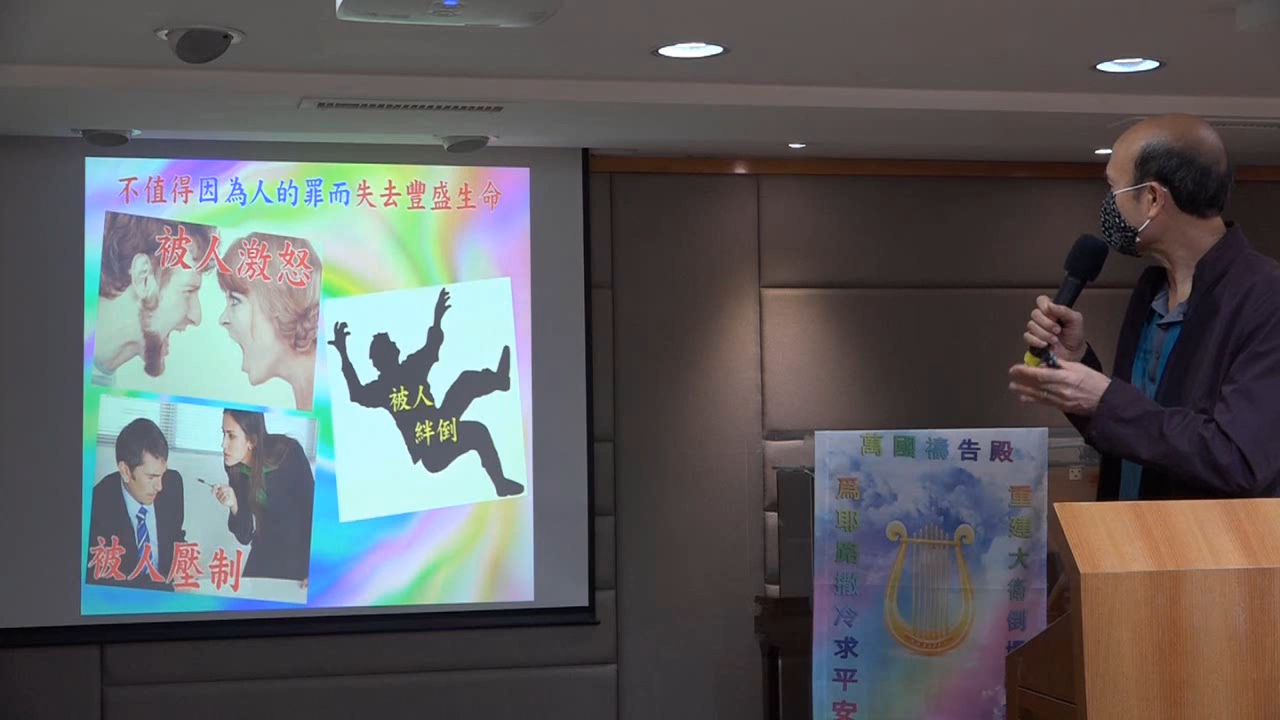 不值得因為人的罪而失去豐盛生命
被人激怒
被人
絆倒
被人壓制
萬國禱告殿
為耶路撒冷求平安
重建大衛倒